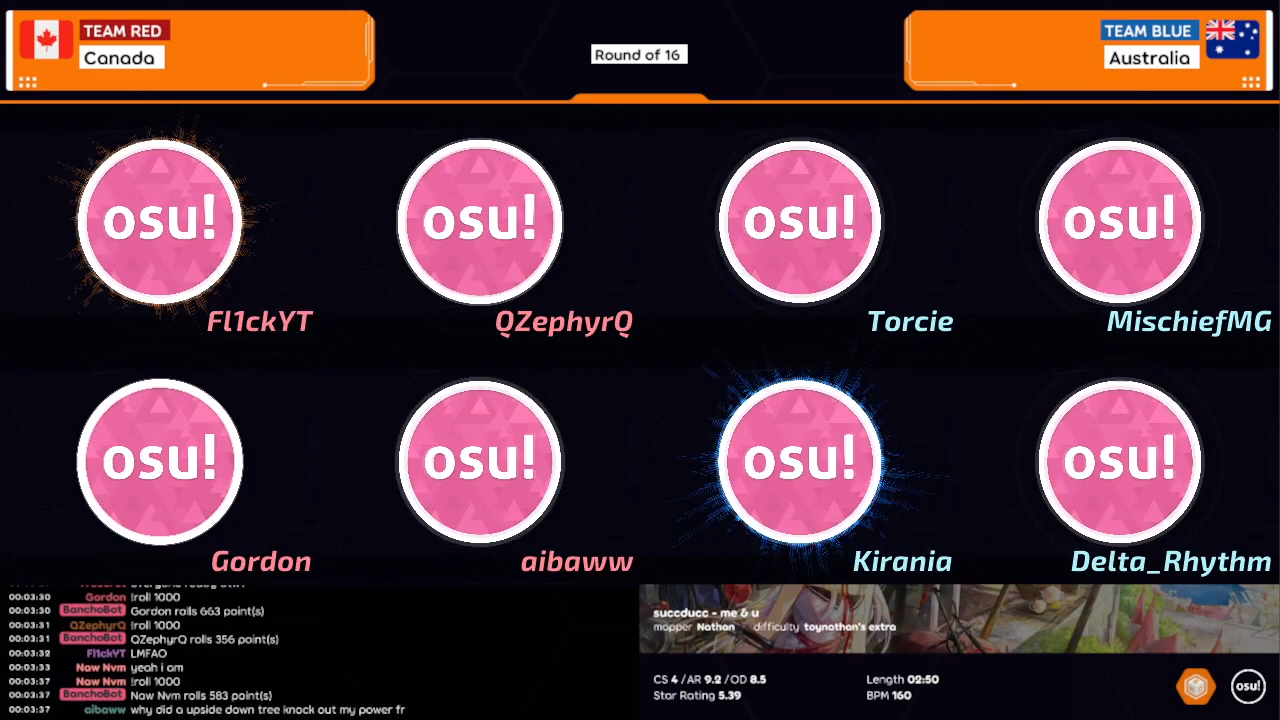 TEAM RED
Canada
Round of 16
TEAM BLUE
Australia
osu!
osu!
osu!
osu!
Fl1ckYT
QZephyrQ
Torcie
MischiefMG
osu!
osu!
osu!
osu!
Gordon
aibaww
Kirania
Delta_Rhythm
00:03:30 Gordon !roll 1000
00:03:30 BanchoBot Gordon rolls 663 point(s)
00:03:31 QZephyrQ !roll 1000
00:03:31 BanchoBot QZephyrQ rolls 356 point(s)
00:03:32 Fl1ckYT LMFAO
00:03:33 Naw Nvm yeah i am
00:03:37 Naw Nvm !roll 1000
00:03:37 BanchoBot Naw Nvm rolls 583 point(s)
00:03:37 aibaww why did a upside down tree knock out my power fr
succducc - me & u
mapper Nathan difficulty toynathan's extra
CS 4 / AR 9.2 / OD 8.5
Star Rating 5.39
Length 02:50
BPM 160
osu!